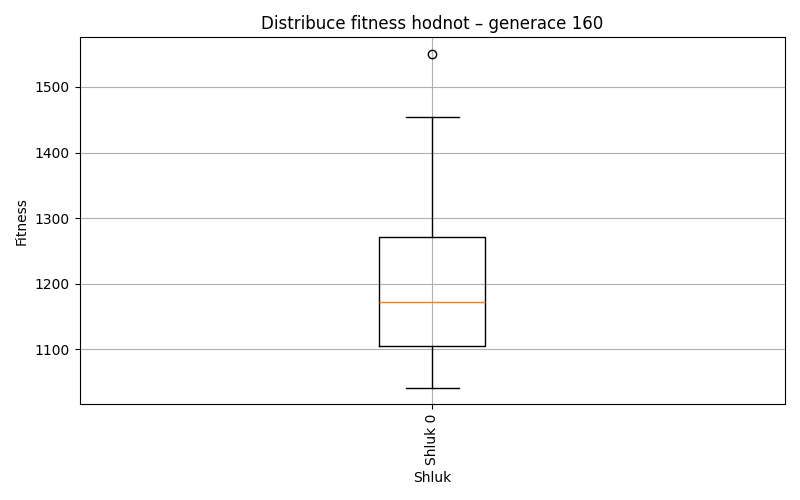 Distribuce fitness hodnot – generace 160
1500
1400
1300
1200
1100
Fitness
Shluk 0
Shluk